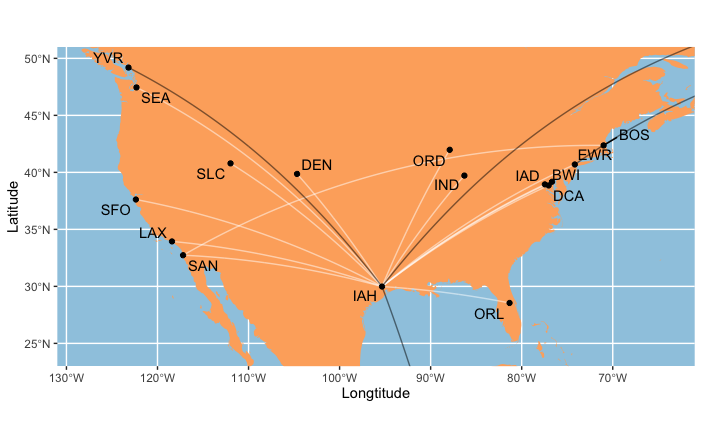 50°N
45°N
40°N
35°N
30°N
25°N
Latitude
YVR
SEA
SLC
DEN
ORD
IND
BOS
EWR
IAD
BWI
DCA
SFO
LAX
SAN
IAH
ORL
130°W
120°W
110°W
100°W
90°W
80°W
70°W
Longtitude